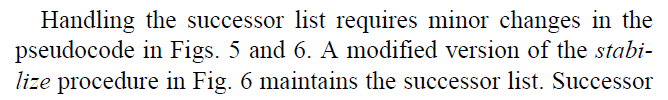 Handling the successor list requires minor changes in the
pseudocode in Figs. 5 and 6. A modified version of the stabi-
lize procedure in Fig. 6 maintains the successor list. Successor